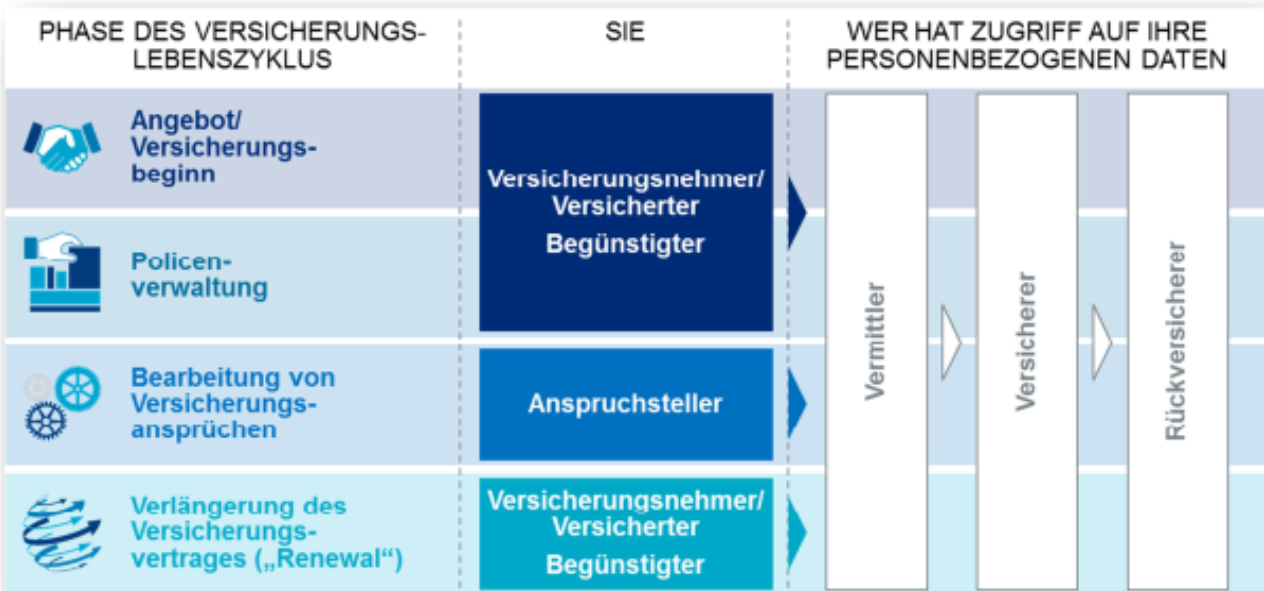 PHASE DES VERSICHERUNGS-
LEBENSZYKLUS
SIE
WER HAT ZUGRIFF AUF IHRE
PERSONENBEZOGENEN DATEN
Angebot/
Versicherungs-
beginn
Policen-
verwaltung
Versicherungsnehmer/
Versicherter
Begünstigter
Bearbeitung von
Versicherungs-
ansprüchen
Anspruchsteller
Verlängerung des
Versicherungs-
vertrages („Renewal“)
Versicherungsnehmer/
Versicherter
Begünstigter
Vermittler
Versicherer
Rückversicherer